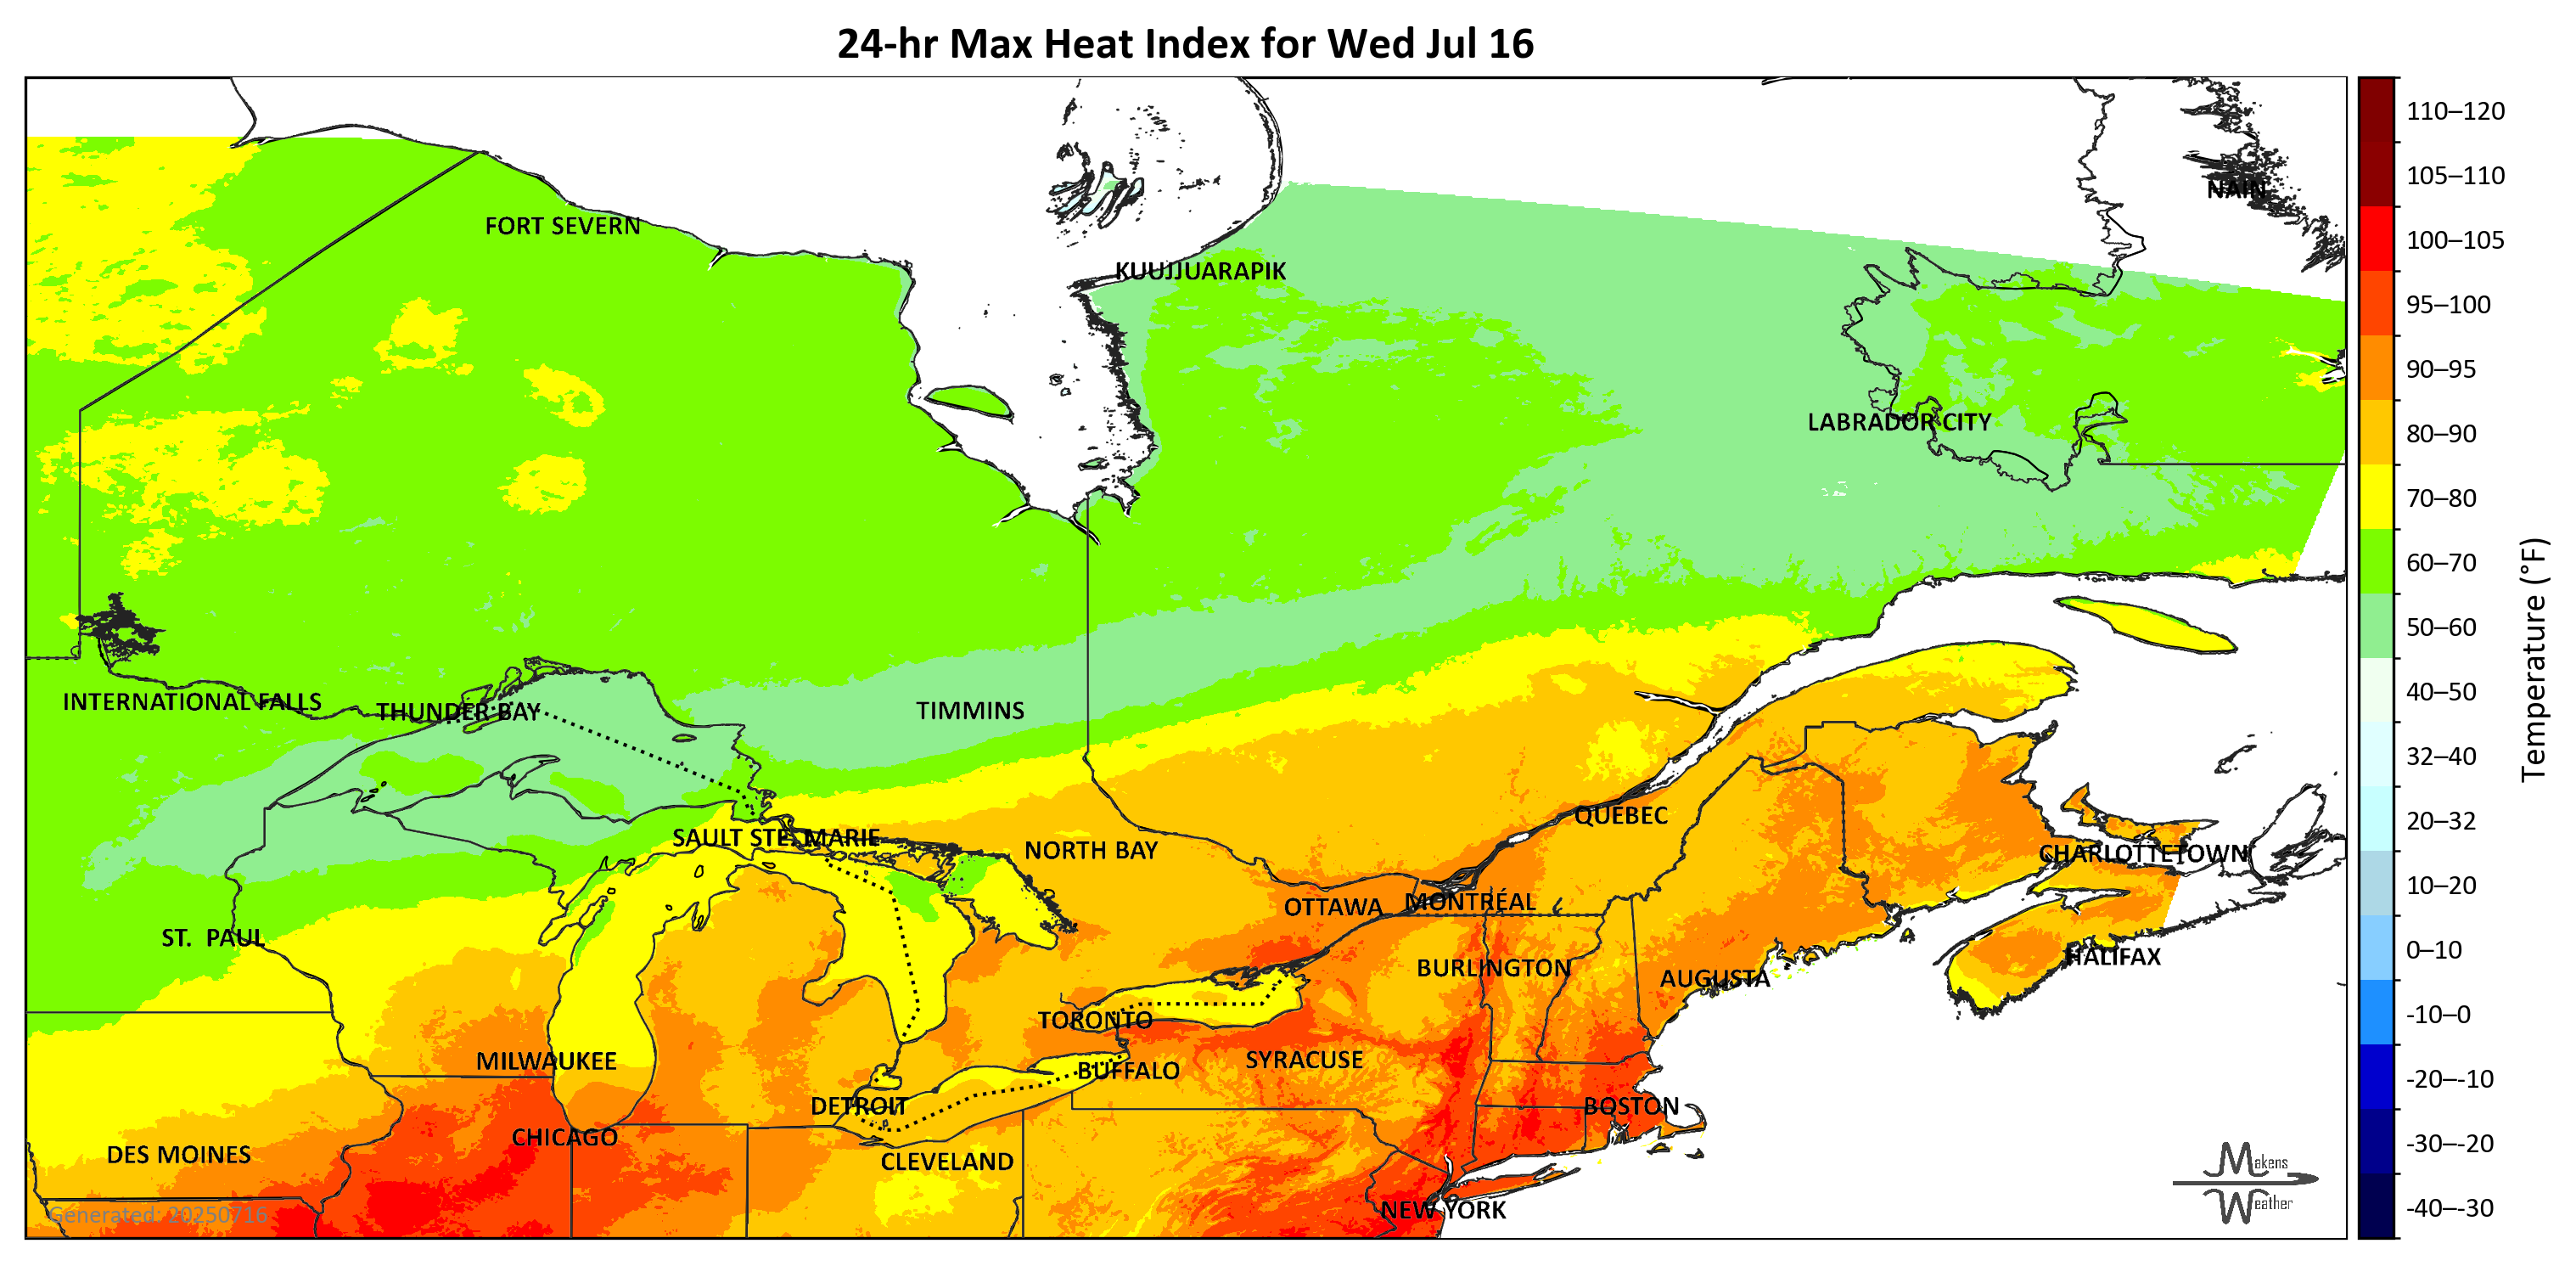 24-hr Max Heat Index for Wed Jul 16
110–120
105–110
100–105
95–100
90–95
80–90
70–80
60–70
50–60
40–50
32–40
20–32
10–20
0–10
-10–0
-20–-10
-30–-20
-40–-30
Temperature (°F)
NAIN
FORT SEVERN
KUUJJUARAPIK
LABRADOR CITY
INTERNATIONAL FALLS
THUNDER BAY
TIMMINS
QUÉBEC
SAULT STE. MARIE
NORTH BAY
CHARLOTTETOWN
OTTAWA
MONTRÉAL
ST. PAUL
HALIFAX
BURLINGTON
AUGUSTA
TORONTO
MILWAUKEE
SYRACUSE
BUFFALO
DETROIT
BOSTON
CHICAGO
DES MOINES
CLEVELAND
NEW YORK
Generated: 20250716
Makens
Weather